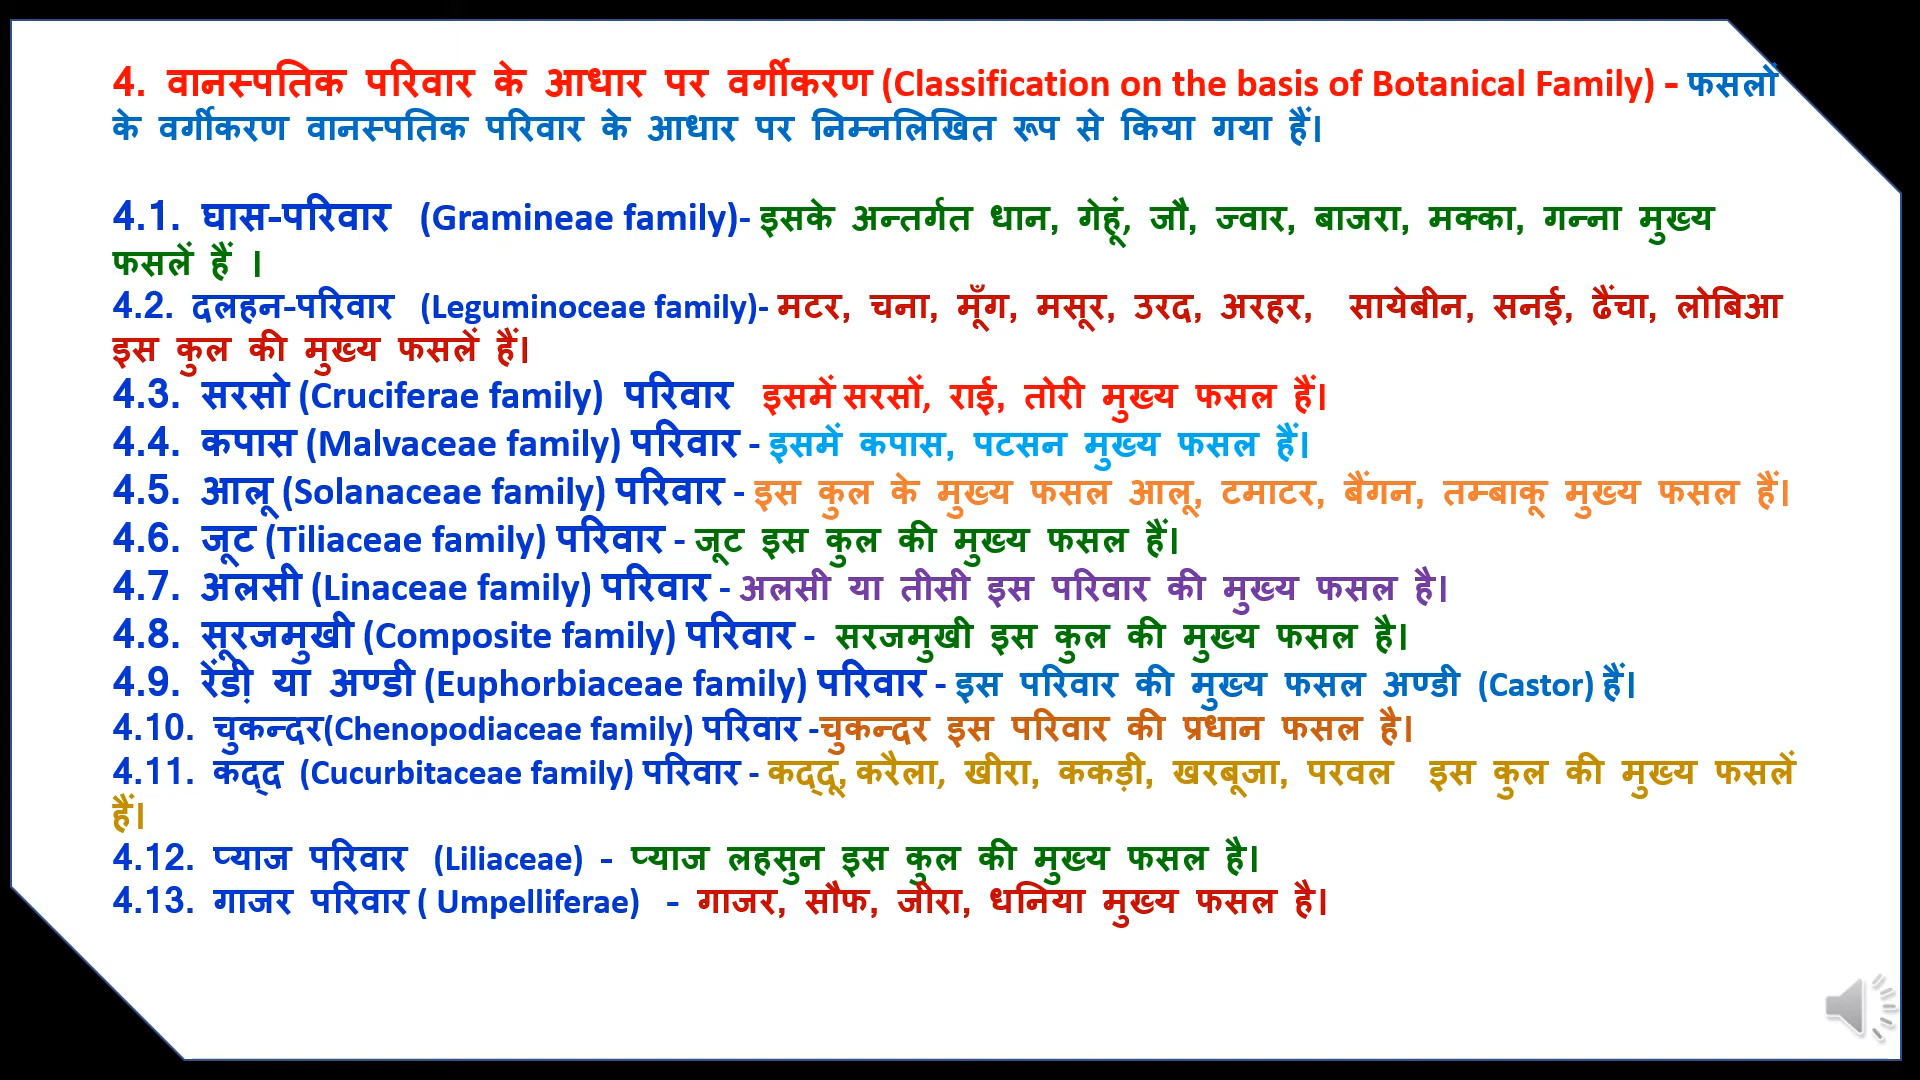 4. वानस्पतिक परिवार के आधार पर वर्गीकरण (Classification on the basis of Botanical Family) – फसलों
के वर्गीकरण वानस्पतिक परिवार के आधार पर निम्नलिखित रूप से किया गया हैं।
4.1. घास-परिवार (Gramineae family)- इसके अन्तर्गत धान, गेहूं, जौ, ज्वार, बाजरा, मक्का, गन्ना मुख्य
फसलें हैं ।
4.2. दलहन-परिवार (Leguminoceae family)- मटर, चना, मूँग, मसूर, उरद, अरहर, सायेबीन, सनई, ढैंचा, लोबिआ
इस कुल की मुख्य फसलें हैं।
4.3. सरसो (Cruciferae family) परिवार इसमें सरसों, राई, तोरी मुख्य फसल हैं।
4.4. कपास (Malvaceae family) परिवार - इसमें कपास, पटसन मुख्य फसल हैं।
4.5. आलू (Solanaceae family) परिवार - इस कुल के मुख्य फसल आलू, टमाटर, बैंगन, तम्बाकू मुख्य फसल हैं।
4.6. जूट (Tiliaceae family) परिवार - जूट इस कुल की मुख्य फसल हैं।
4.7. अलसी (Linaceae family) परिवार - अलसी या तीसी इस परिवार की मुख्य फसल है।
4.8. सूरजमुखी (Composite family) परिवार - सरजमुखी इस कुल की मुख्य फसल है।
4.9. रेंडी़ या अण्डी (Euphorbiaceae family) परिवार - इस परिवार की मुख्य फसल अण्डी (Castor) हैं।
4.10. चुकन्दर(Chenopodiaceae family) परिवार -चुकन्दर इस परिवार की प्रधान फसल है।
4.11. कद्द (Cucurbitaceae family) परिवार - कद्दू, करैला, खीरा, ककड़ी, खरबूजा, परवल इस कुल की मुख्य फसलें
हैं।
4.12. प्याज परिवार (Liliaceae) – प्याज लहसुन इस कुल की मुख्य फसल है।
4.13. गाजर परिवार ( Umpelliferae) – गाजर, सौफ, जीरा, धनिया मुख्य फसल है।